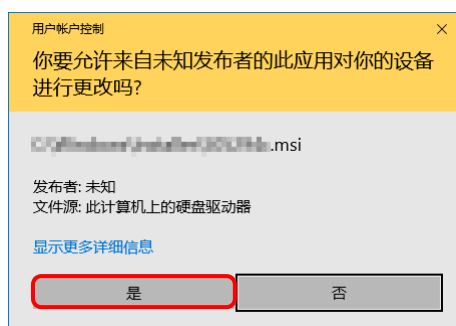 用户帐户控制
你要允许来自未知发布者的此应用对你的设备
进行更改吗?
.msi
发布者: 未知
文件源: 此计算机上的硬盘驱动器
显示更多详细信息
是
否